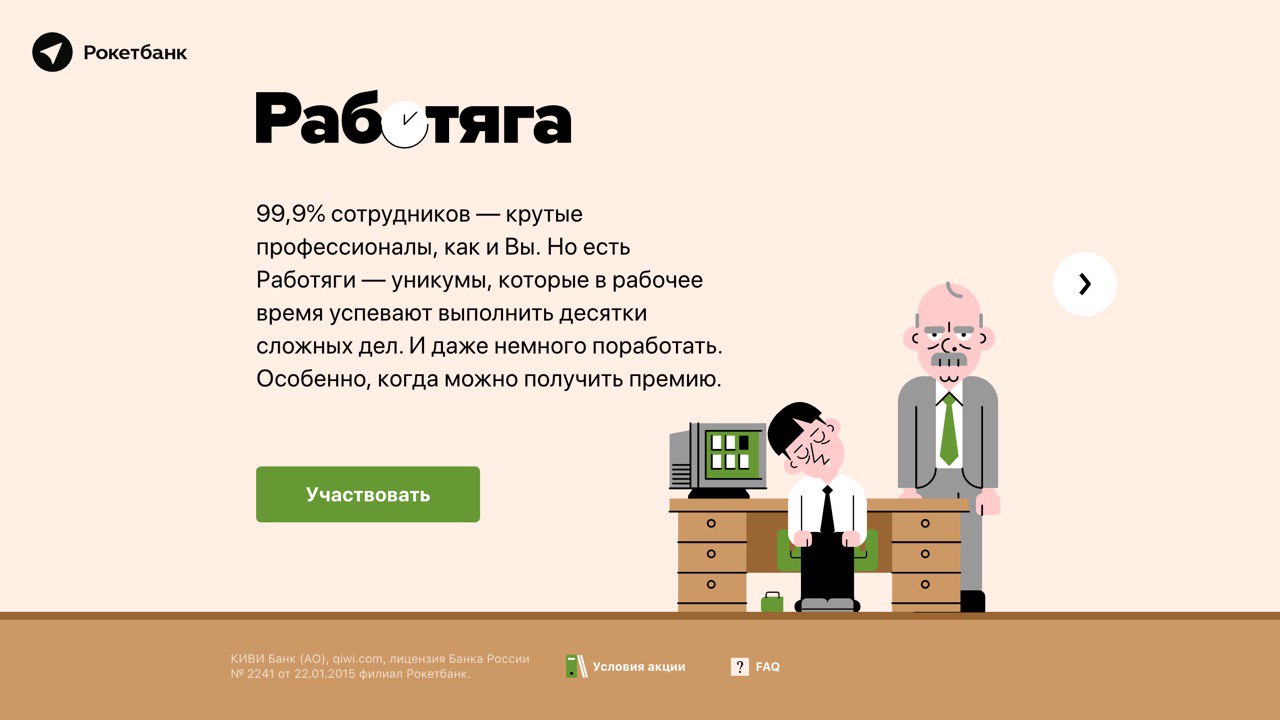 Рокетбанк
Работяга
99,9% сотрудников — крутые
профессионалы, как и Вы. Но есть
Работяги — уникумы, которые в рабочее
время успевают выполнить десятки
сложных дел. И даже немного поработать.
Особенно, когда можно получить премию.
Участвовать
КИВИ Банк (АО), qiwi.com, лицензия Банка России
№ 2241 от 22.01.2015 филиал Рокетбанк.
Условия акции
? FAQ